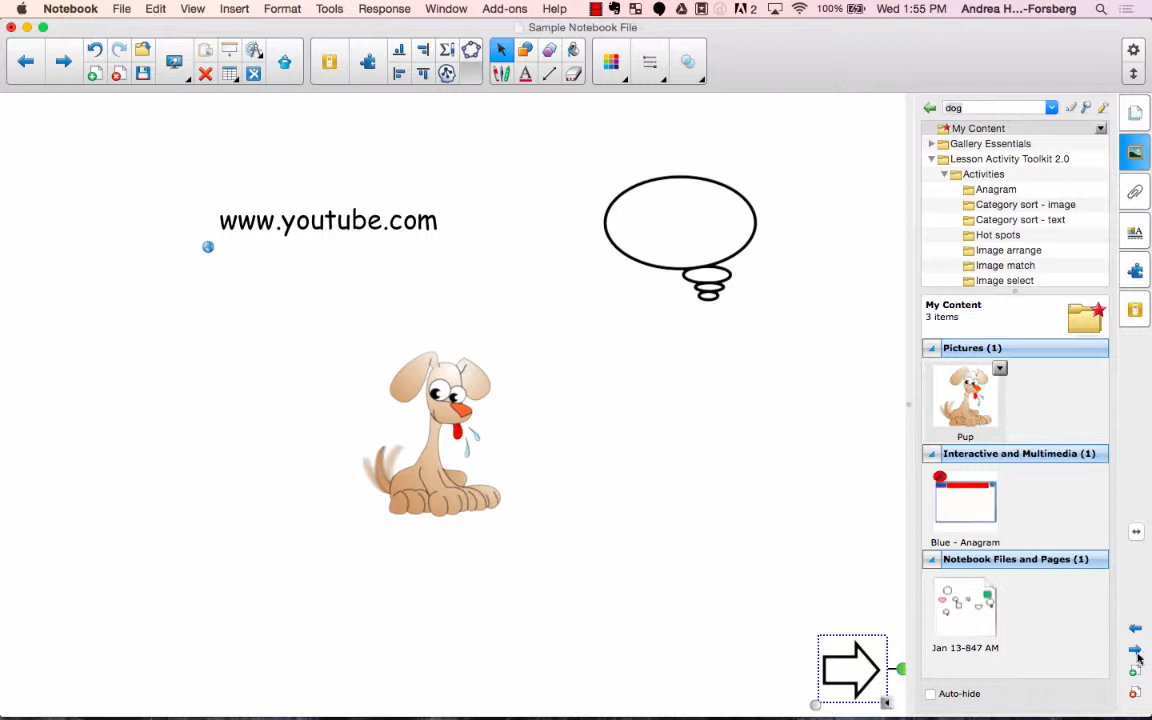 Notebook File Edit View Insert Format Tools Response Window Add-ons Help 2 100% Wed 1:55 PM Andrea H...-Forsberg
Sample Notebook File
dog
My Content
Gallery Essentials
Lesson Activity Toolkit 2.0
Activities
Anagram
Category sort - image
Category sort - text
Hot spots
Image arrange
Image match
Image select
www.youtube.com
My Content
3 items
Pictures (1)
Pup
Interactive and Multimedia (1)
Blue - Anagram
Notebook Files and Pages (1)
Jan 13-847 AM
Auto-hide